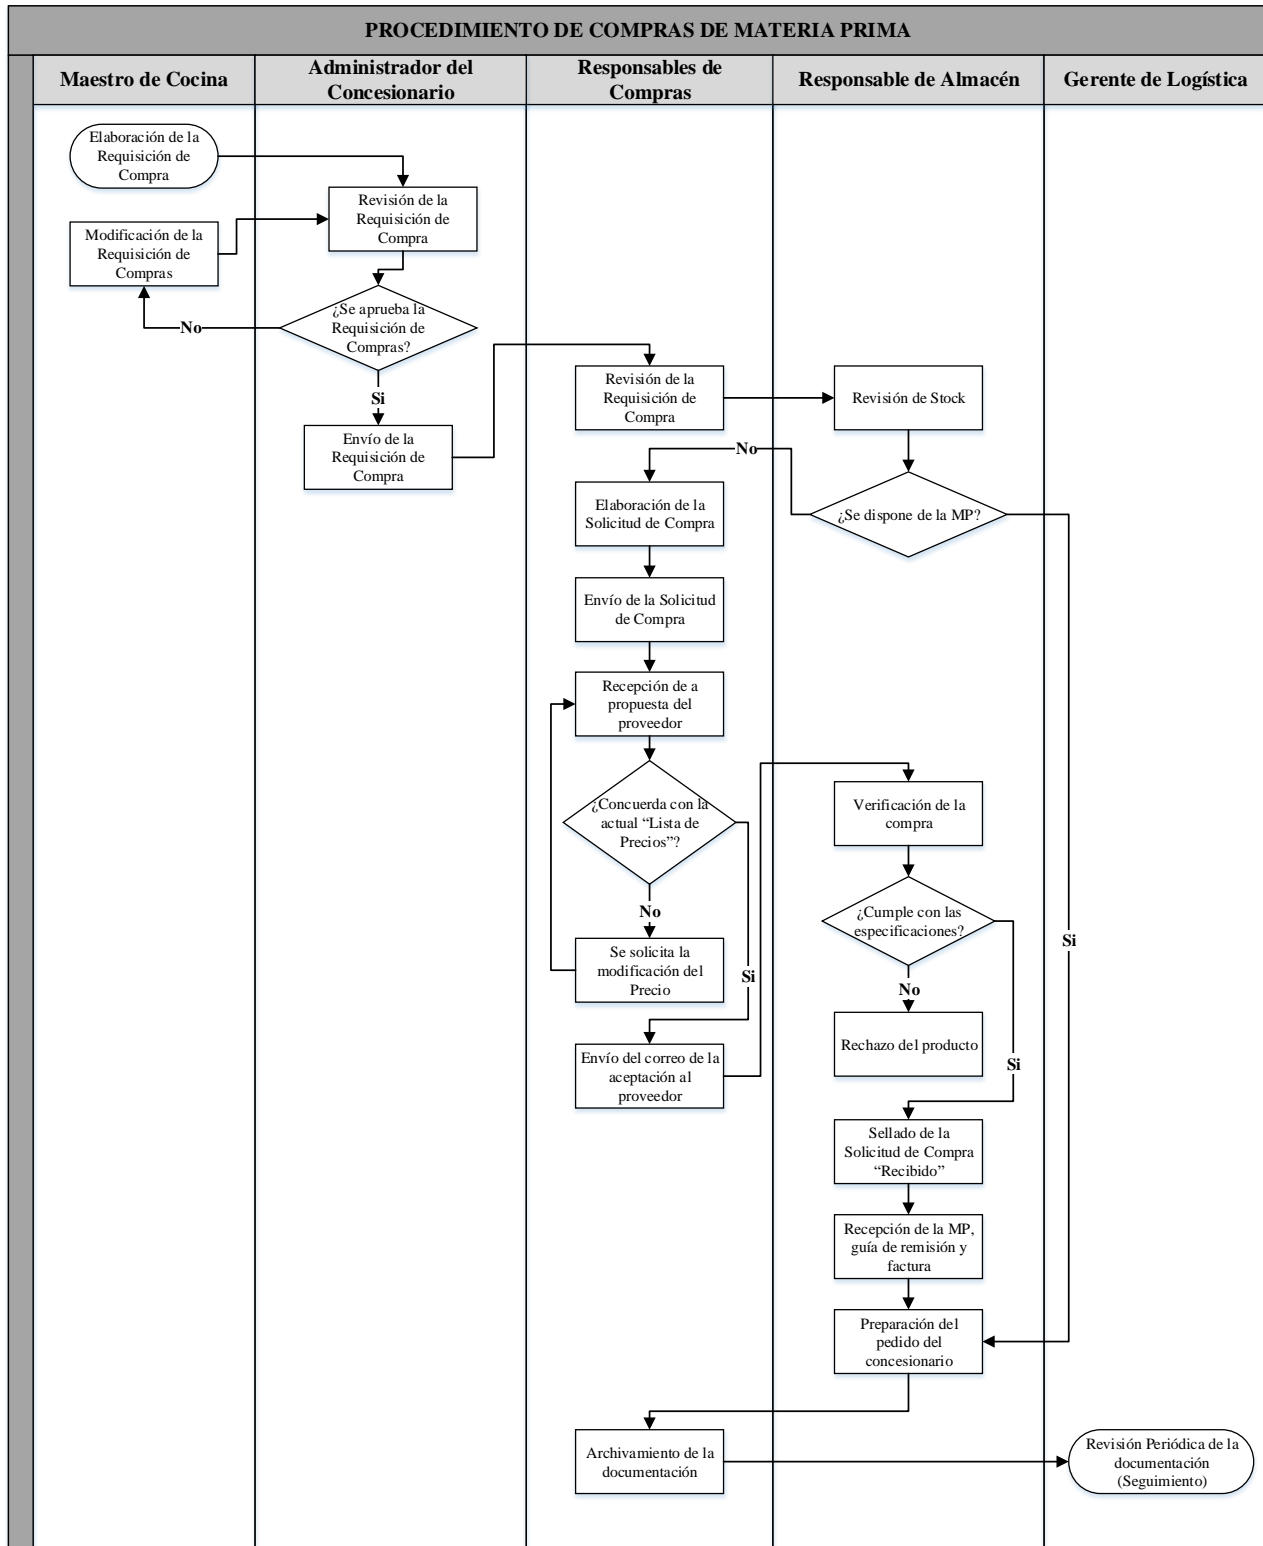 PROCEDIMIENTO DE COMPRAS DE MATERIA PRIMA
Maestro de Cocina
Administrador del
Concesionario
Responsables de
Compras
Responsable de Almacén
Gerente de Logística
Elaboración de la
Requisición de
Compra
Revisión de la
Requisición de
Compra
Modificación de la
Requisición de
Compras
¿Se aprueba la
Requisición de
Compras?
No
Si
Envío de la
Requisición de
Compra
Revisión de la
Requisición de
Compra
Revisión de Stock
No
¿Se dispone de la MP?
Elaboración de la
Solicitud de Compra
Envío de la Solicitud
de Compra
Recepción de a
propuesta del
proveedor
¿Concuerda con la
actual “Lista de
Precios”?
No
Si
Se solicita la
modificación del
Precio
Envío del correo de la
aceptación al
proveedor
Verificación de la
compra
¿Cumple con las
especificaciones?
No
Si
Si
Rechazo del producto
Sellado de la
Solicitud de Compra
“Recibido”
Recepción de la MP,
guía de remisión y
factura
Preparación del
pedido del
concesionario
Archivamiento de la
documentación
Revisión Periódica de la
documentación
(Seguimiento)